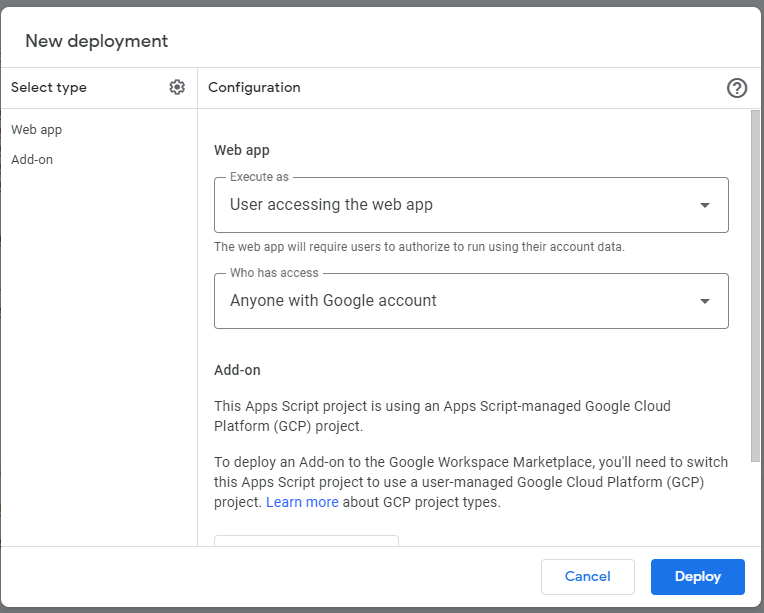 New deployment
Select type
Configuration
Web app
Add-on
Web app
Execute as
User accessing the web app
The web app will require users to authorize to run using their account data.
Who has access
Anyone with Google account
Add-on
This Apps Script project is using an Apps Script-managed Google Cloud
Platform (GCP) project.
To deploy an Add-on to the Google Workspace Marketplace, you'll need to switch
this Apps Script project to use a user-managed Google Cloud Platform (GCP)
project. Learn more about GCP project types.
Cancel
Deploy